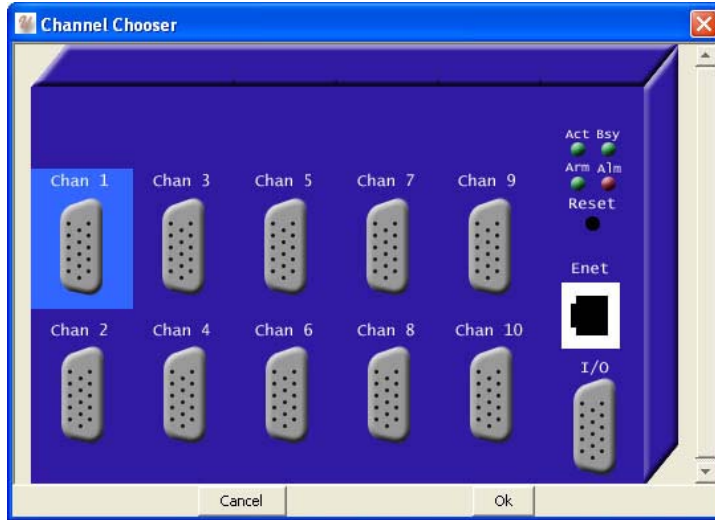 Channel Chooser
Act Bsy
Arm Alm
Chan 1 Chan 3 Chan 5 Chan 7 Chan 9
Reset
Enet
Chan 2 Chan 4 Chan 6 Chan 8 Chan 10
I/O
Cancel Ok